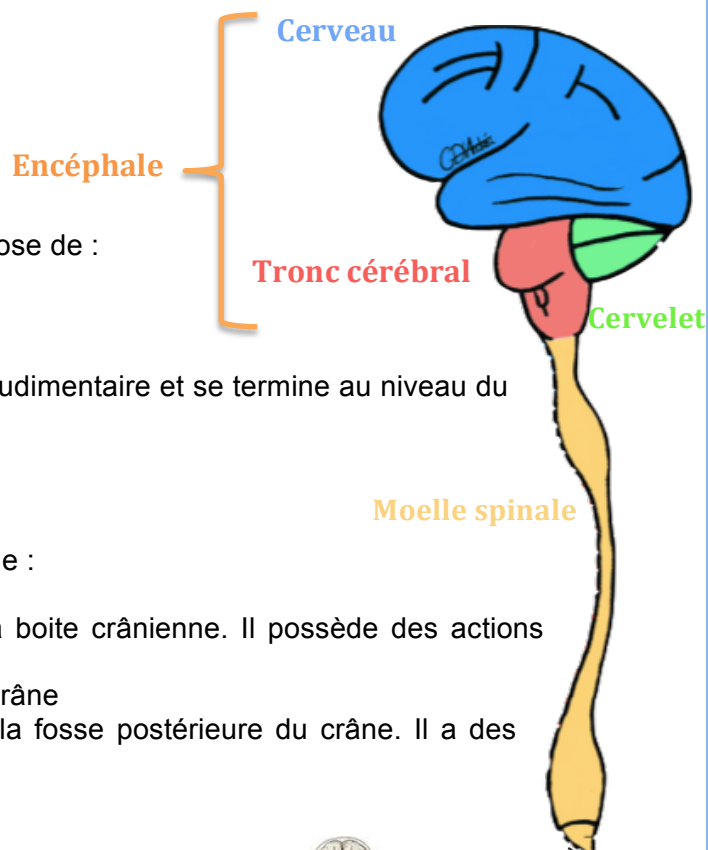 Cerveau
Encéphale
ose de :
Tronc cérébral
Cervelet
udimentaire et se termine au niveau du
Moelle spinale
e :
boite crânienne. Il possède des actions
râne
la fosse postérieure du crâne. Il a des